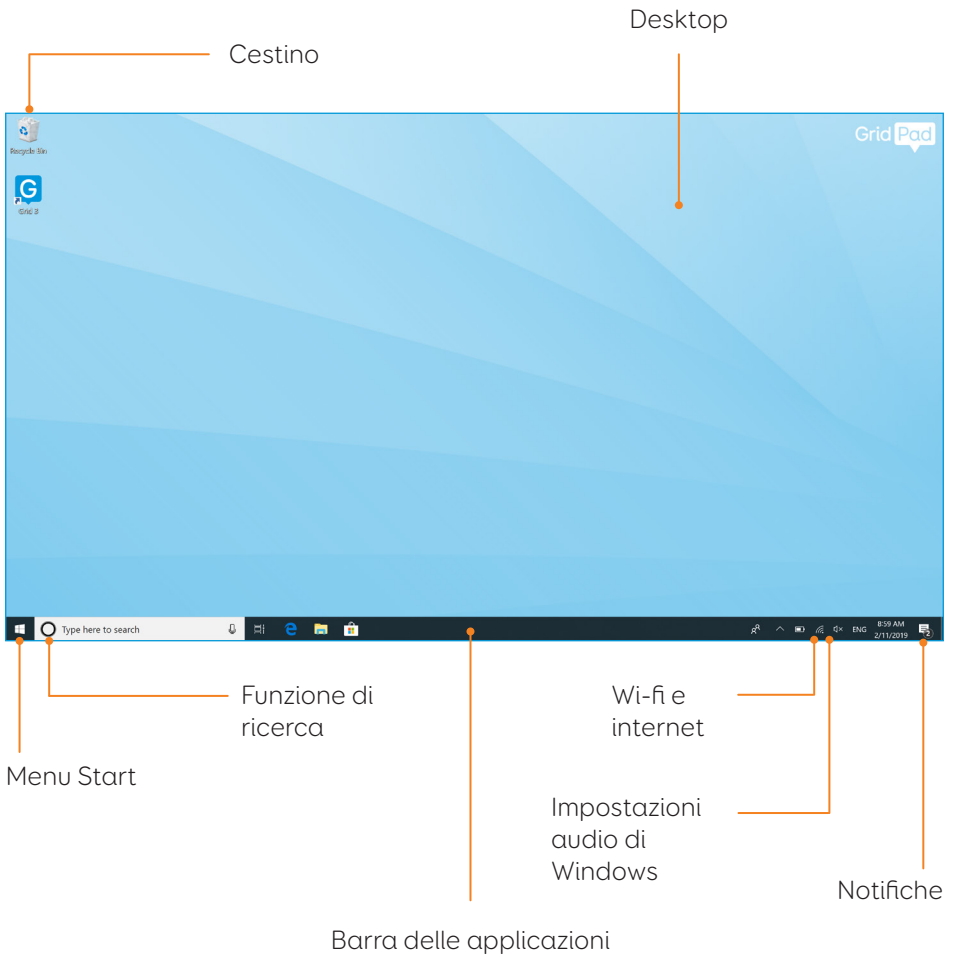 Desktop
Cestino
Grid Pad
Recycle Bin
G
Grid 3
Type here to search
ENG
8:59 AM
2/11/2019
2
Funzione di
ricerca
Wi-fi e
internet
Menu Start
Impostazioni
audio di
Windows
Notifiche
Barra delle applicazioni